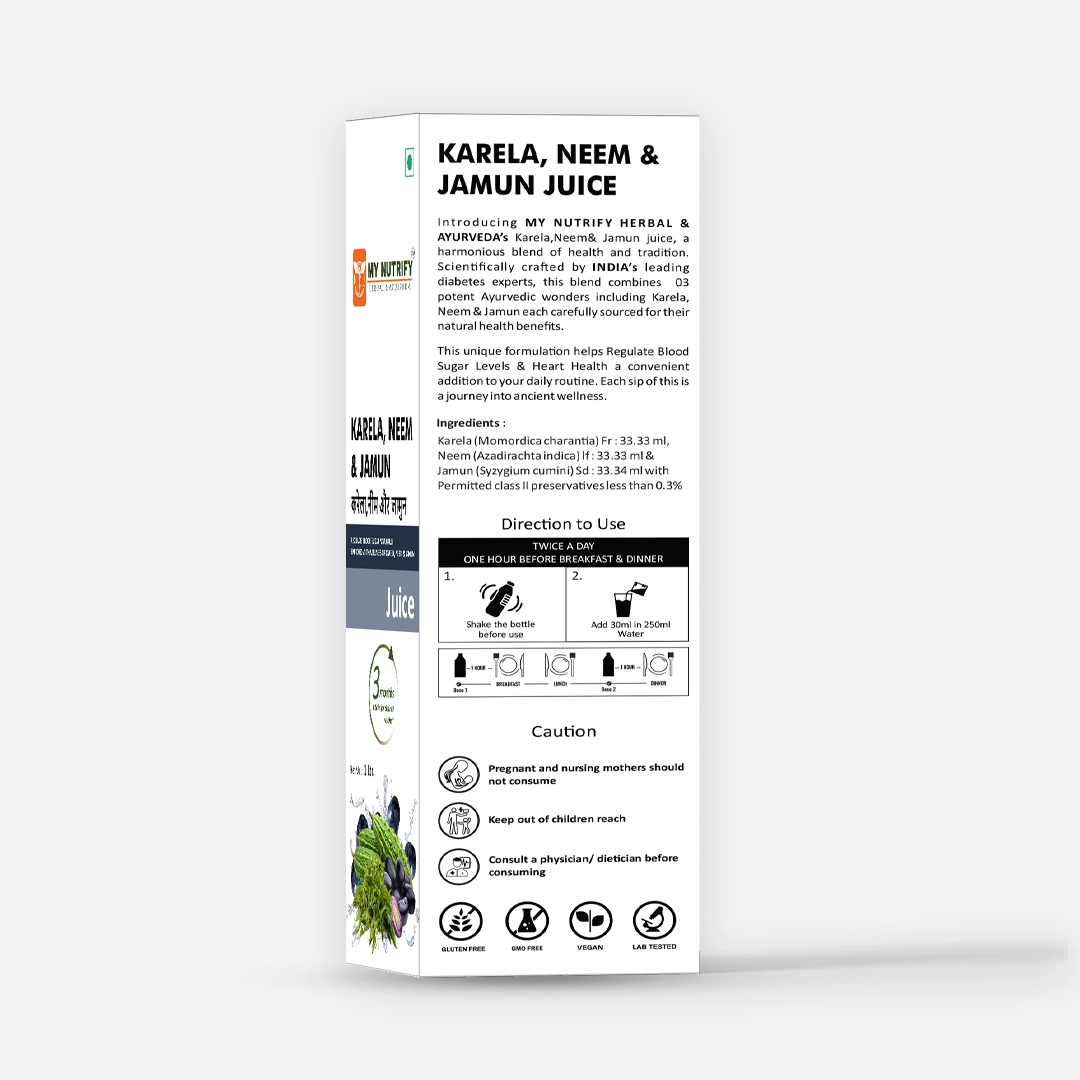 KARELA, NEEM &
JAMUN JUICE
Introducing MY NUTRIFY HERBAL &
AYURVEDA's Karela,Neem& Jamun juice, a
harmonious blend of health and tradition.
Scientifically crafted by INDIA's leading
diabetes experts, this blend combines 03
potent Ayurvedic wonders including Karela,
Neem & Jamun each carefully sourced for their
natural health benefits.
This unique formulation helps Regulate Blood
Sugar Levels & Heart Health a convenient
addition to your daily routine. Each sip of this is
a journey into ancient wellness.
Ingredients :
Karela (Momordica charantia) Fr : 33.33 ml,
Neem (Azadirachta indica) lf : 33.33 ml &
Jamun (Syzygium cumini) Sd : 33.34 ml with
Permitted class II preservatives less than 0.3%
Direction to Use
TWICE A DAY
ONE HOUR BEFORE BREAKFAST & DINNER
1.
Shake the bottle
before use
2.
Add 30ml in 250ml
Water
1 HOUR
1 HOUR
BREAKFAST
LUNCH
DINNER
Dose 1
Dose 2
Caution
Pregnant and nursing mothers should
not consume
Keep out of children reach
Consult a physician/ dietician before
consuming
GLUTEN FREE
GMO FREE
VEGAN
LAB TESTED
MY NUTRIFY
HERBAL & AYURVEDA
KARELA, NEEM
& JAMUN
करेला,नीम और जामुन
Juice
3 months
1 Ltr.